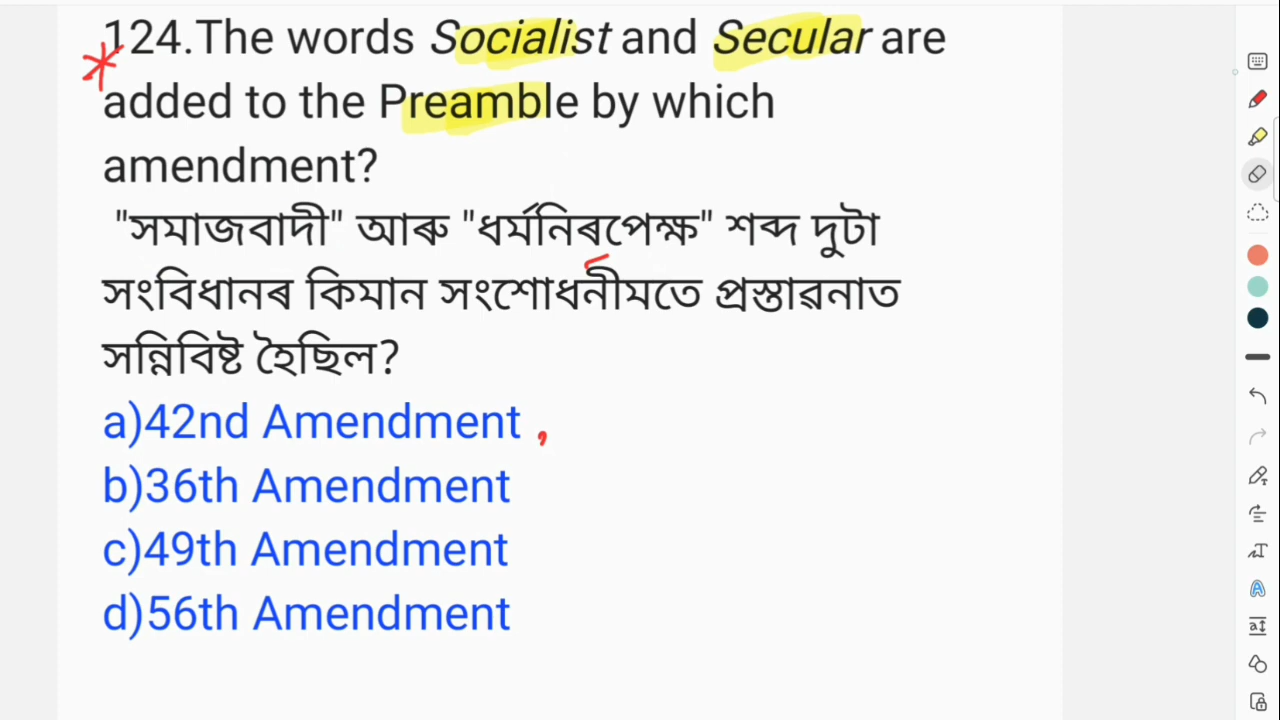 124.The words Socialist and Secular are
added to the Preamble by which
amendment?
"সমাজবাদী" আৰু "ধৰ্মনিৰপেক্ষ" শব্দ দুটা
সংবিধানৰ কিমান সংশোধনীমতে প্ৰস্তাৱনাত
সন্নিবিষ্ট হৈছিল?
a)42nd Amendment ,
b)36th Amendment
c)49th Amendment
d)56th Amendment